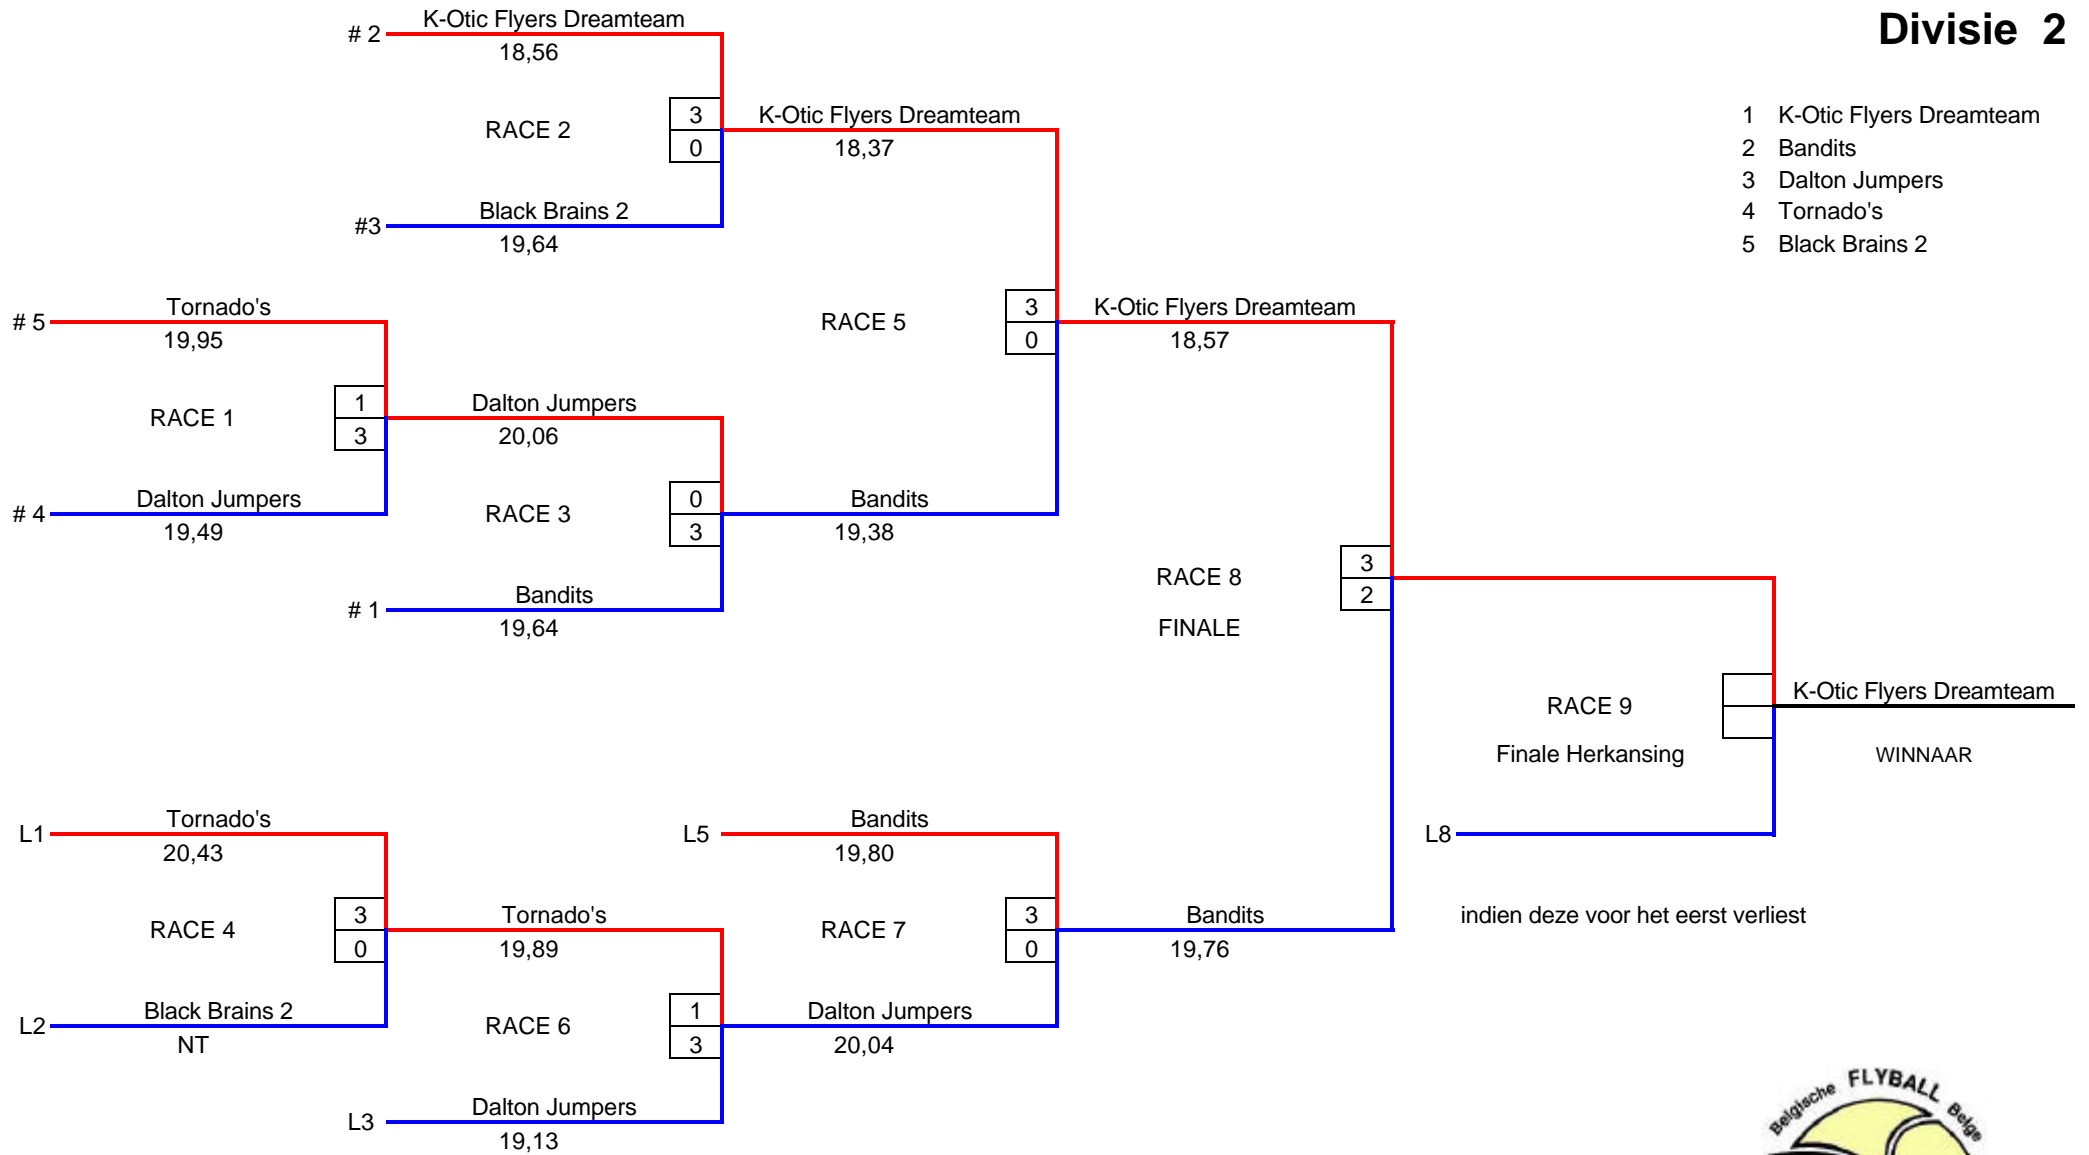 Divisie 2
K-Otic Flyers Dreamteam
# 2
18,56
RACE 2
3
0
K-Otic Flyers Dreamteam
18,37
Black Brains 2
#3
19,64
1 K-Otic Flyers Dreamteam
2 Bandits
3 Dalton Jumpers
4 Tornado's
5 Black Brains 2
Tornado's
# 5
19,95
RACE 1
1
3
Dalton Jumpers
# 4
19,49
Dalton Jumpers
20,06
RACE 3
0
3
Bandits
# 1
19,64
RACE 5
3
0
Bandits
19,38
K-Otic Flyers Dreamteam
18,57
RACE 8
3
2
FINALE
RACE 9
Finale Herkansing
K-Otic Flyers Dreamteam
WINNAAR
L8
indien deze voor het eerst verliest
Tornado's
L1
20,43
RACE 4
3
0
Black Brains 2
L2
NT
Tornado's
19,89
RACE 6
1
3
Dalton Jumpers
L3
19,13
Bandits
L5
19,80
RACE 7
3
0
Dalton Jumpers
20,04
Bandits
19,76
Belgische FLYBALL Belge